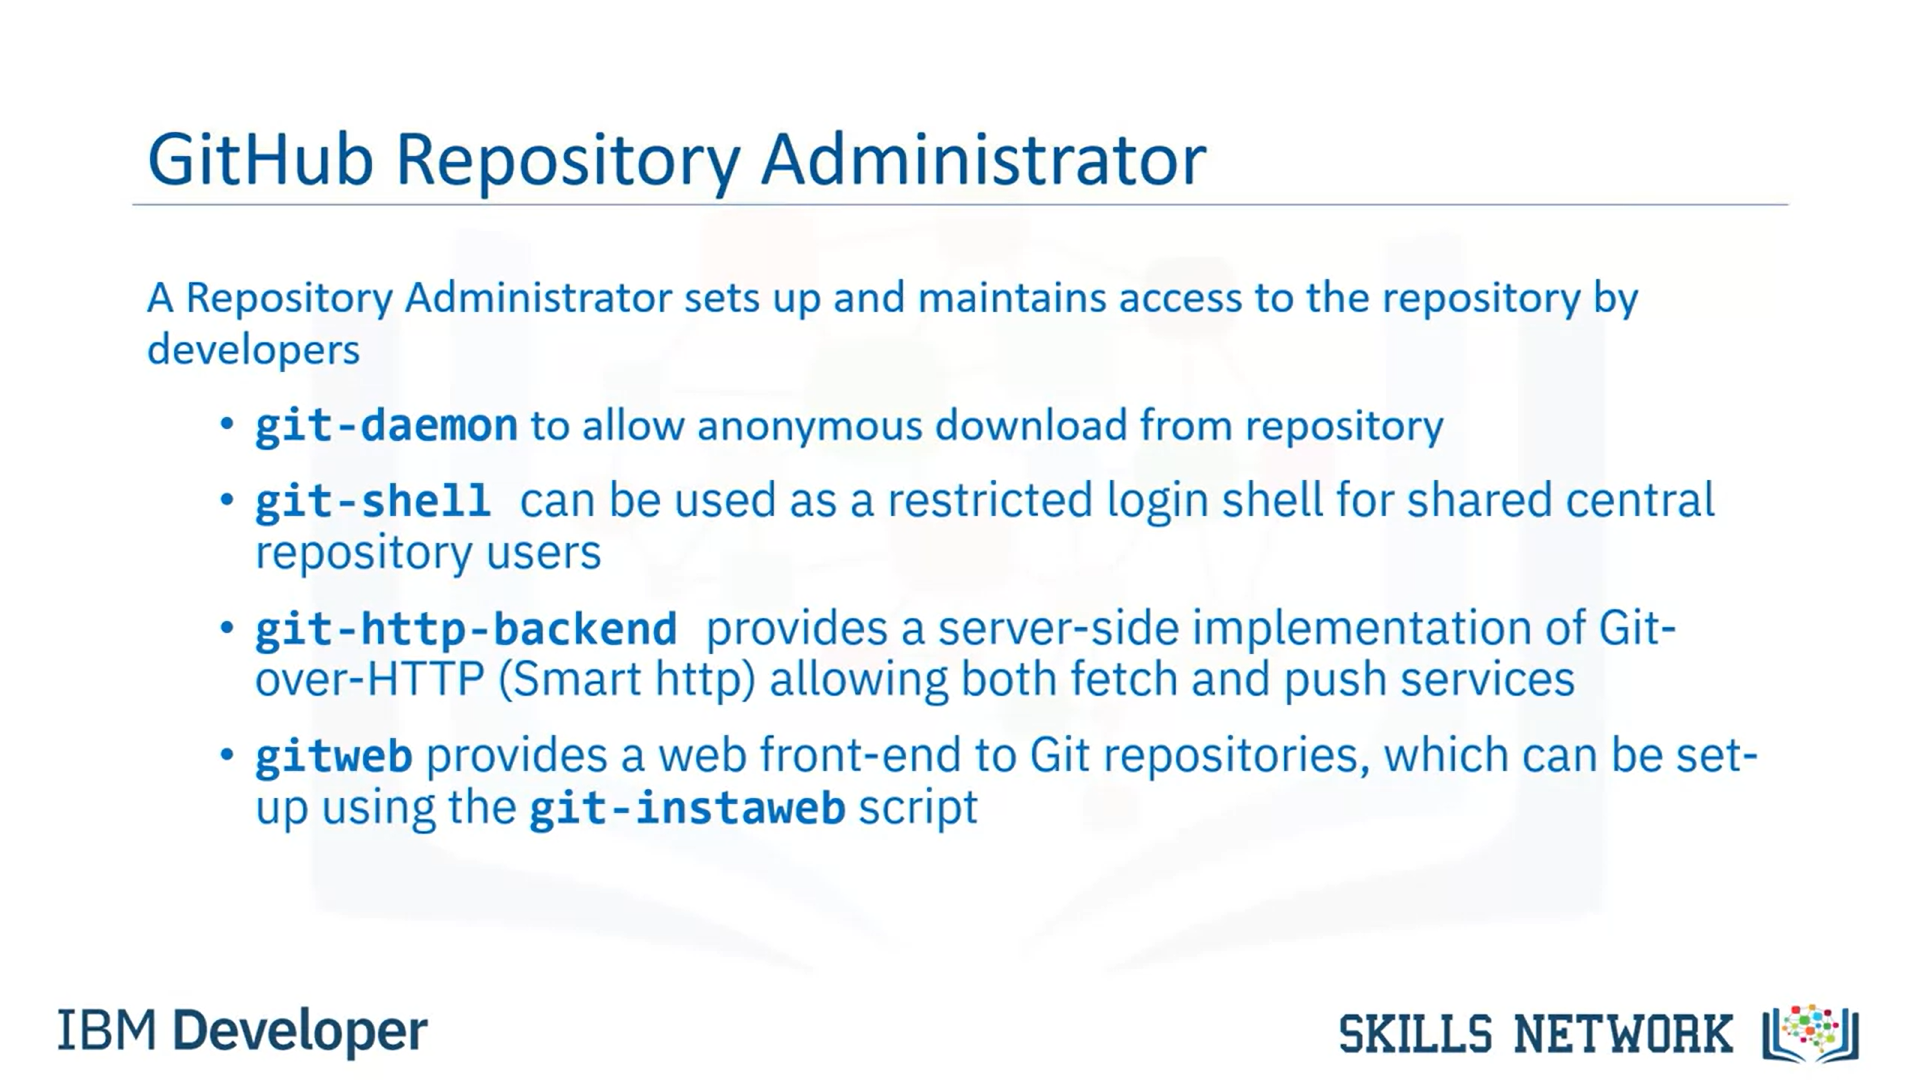 GitHub Repository Administrator
A Repository Administrator sets up and maintains access to the repository by
developers
• git-daemon to allow anonymous download from repository
• git-shell can be used as a restricted login shell for shared central
repository users
• git-http-backend provides a server-side implementation of Git-
over-HTTP (Smart http) allowing both fetch and push services
• gitweb provides a web front-end to Git repositories, which can be set-
up using the git-instaweb script
IBM Developer
SKILLS NETWORK